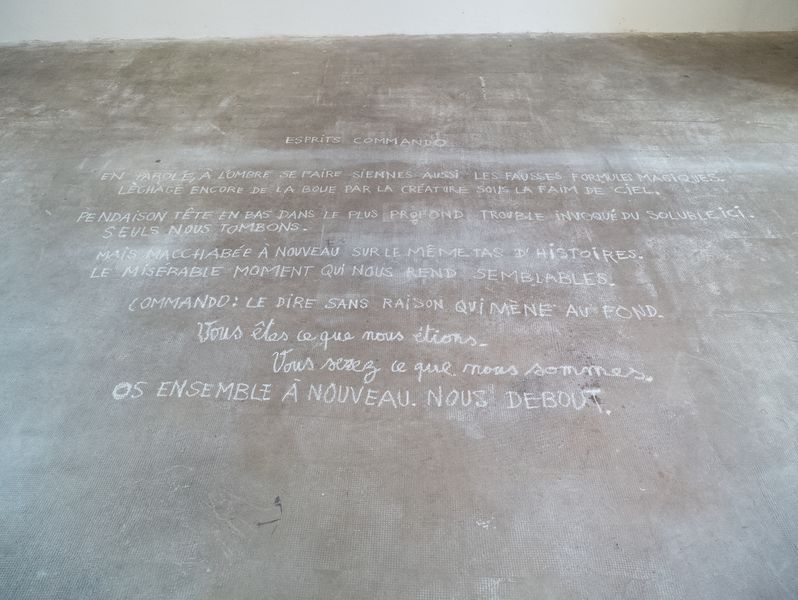 ESPRITS COMMANDO
EN PAROLE, À L'OMBRE SE FAIRE SIENNES AUSSI LES FAUSSES FORMULES MAGIQUES.
LÉCHAGE ENCORE DE LA BOUE PAR LA CRÉATURE SOUS LA FAIM DE CIEL.
PENDAISON TÊTE EN BAS DANS LE PLUS PROFOND TROUBLE INVOQUÉ DU SOLUBLE ICI.
SEULS NOUS TOMBONS.
MAIS MACCHABÉE À NOUVEAU SUR LE MÊME TAS D'HISTOIRES.
LE MISÉRABLE MOMENT QUI NOUS REND SEMBLABLES.
COMMANDO: LE DIRE SANS RAISON QUI MÈNE AU FOND.
Vous êtes ce que nous étions.
Vous serez ce que nous sommes.
OS ENSEMBLE À NOUVEAU. NOUS DEBOUT.